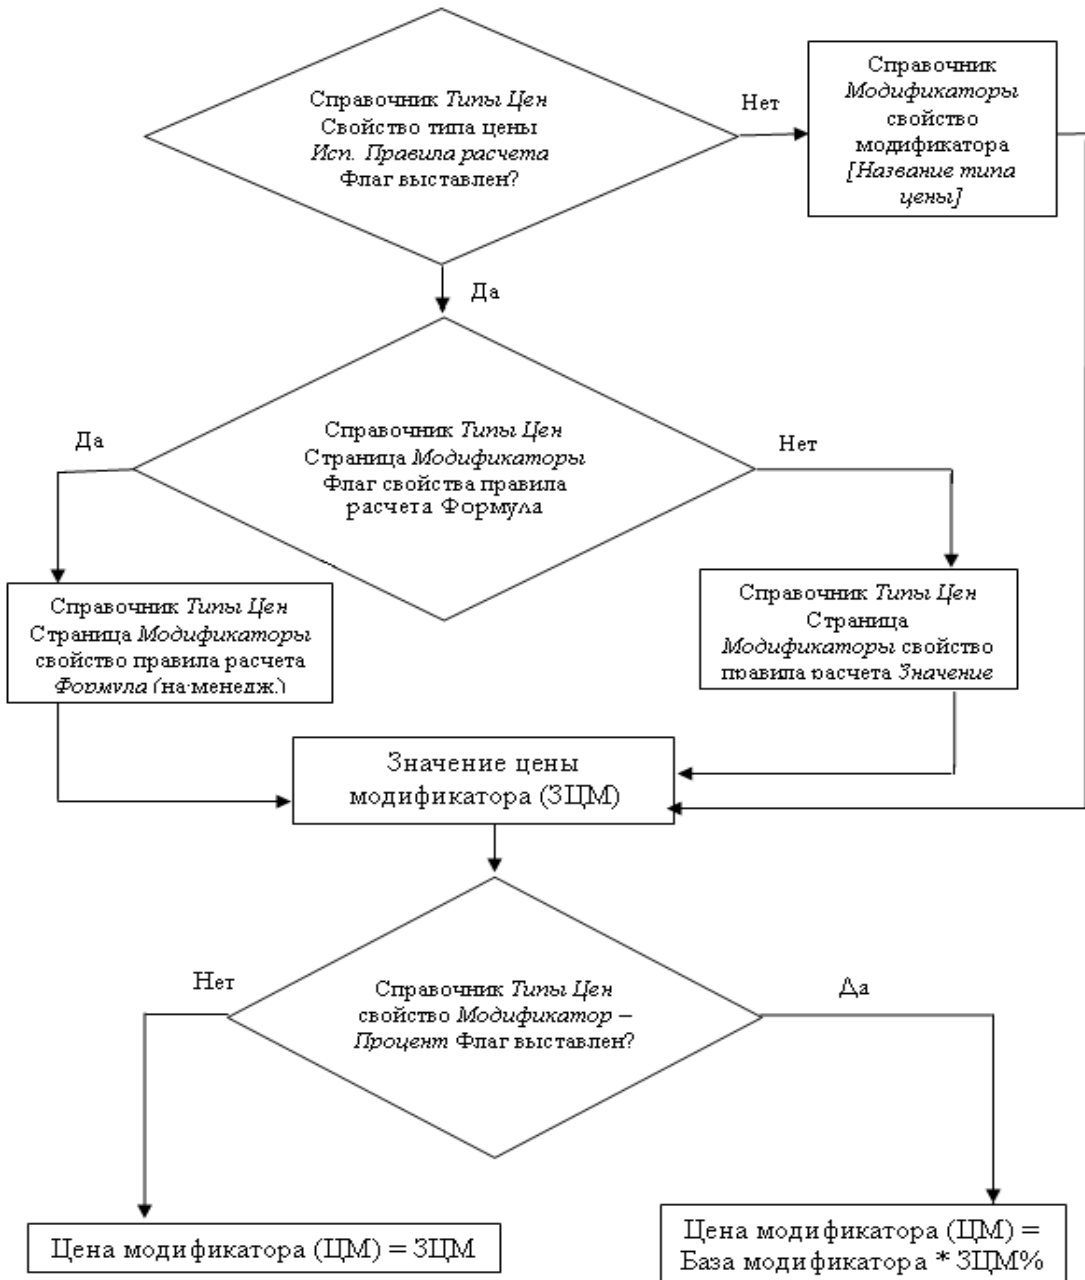 Справочник Типы Цен
Свойство типа цены
Исп. Правила расчета
Флаг выставлен?
Нет
Справочник
Модификаторы
свойство
модификатора
[Название типа
цены]
Да
Справочник Типы Цен
Страница Модификаторы
Флаг свойства правила
расчета Формула
Да
Нет
Справочник Типы Цен
Страница Модификаторы
свойство правила расчета
Формула (на менедж.)
Справочник Типы Цен
Страница
Модификаторы свойство
правила расчета Значение
Значение цены
модификатора (ЗЦМ)
Справочник Типы Цен
свойство Модификатор –
Процент Флаг выставлен?
Нет
Да
Цена модификатора (ЦМ) = ЗЦМ
Цена модификатора (ЦМ) =
База модификатора * ЗЦМ%